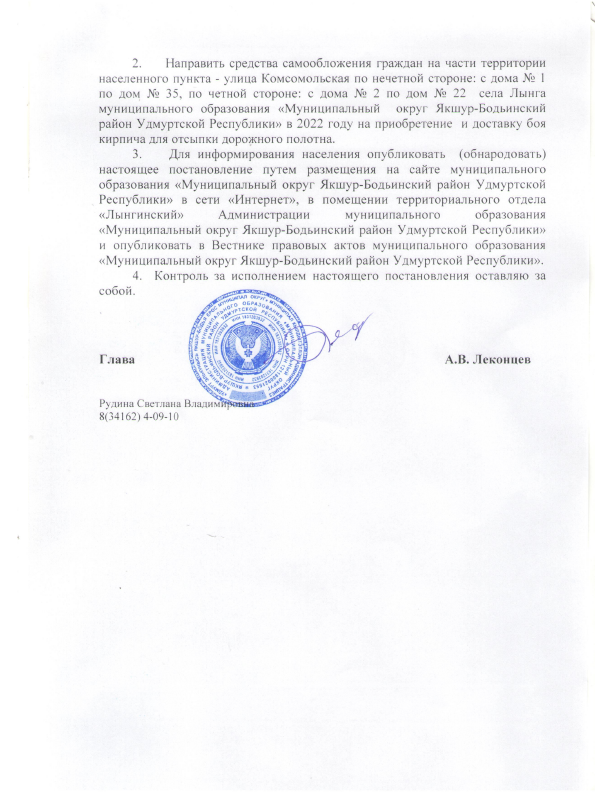 2. Направить средства самообложения граждан на части территории
населенного пункта - улица Комсомольская по нечетной стороне: с дома № 1
по дом № 35, по четной стороне: с дома № 2 по дом № 22 села Лынга
муниципального образования «Муниципальный округ Якшур-Бодьинский
район Удмуртской Республики» в 2022 году на приобретение и доставку боя
кирпича для отсыпки дорожного полотна.
3. Для информирования населения опубликовать (обнародовать)
настоящее постановление путем размещения на сайте муниципального
образования «Муниципальный округ Якшур-Бодьинский район Удмуртской
Республики» в сети «Интернет», в помещении территориального отдела
«Лынгинский» Администрации муниципального образования
«Муниципальный округ Якшур-Бодьинский район Удмуртской Республики»
и опубликовать в Вестнике правовых актов муниципального образования
«Муниципальный округ Якшур-Бодьинский район Удмуртской Республики».
4. Контроль за исполнением настоящего постановления оставляю за
собой.
Глава А.В. Леконцев
Рудина Светлана Владимировна
8(34162) 4-09-10